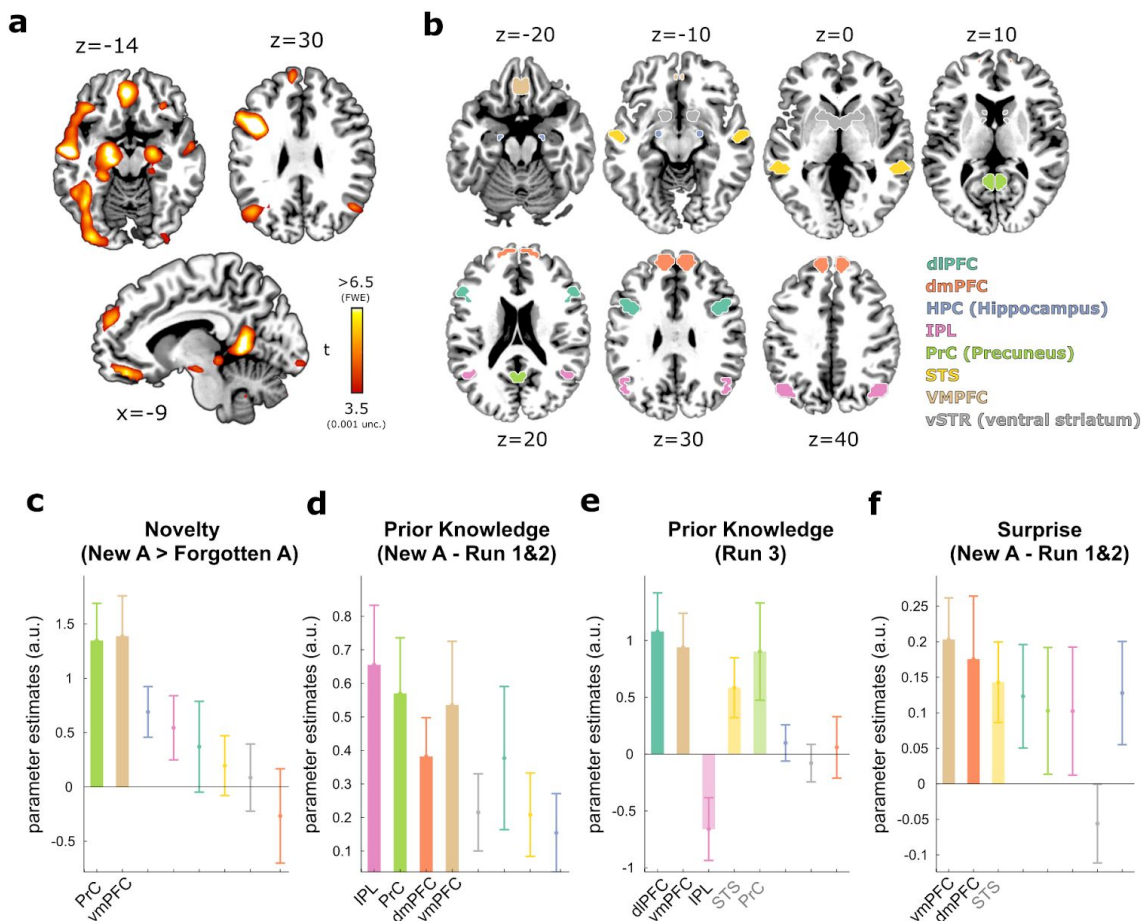 a
z=-14
z=30
x=-9
>6.5
(FWE)
t
3.5
(0.001 unc.)
b
z=-20
z=-10
z=0
z=10
z=20
z=30
z=40
dlPFC
dmPFC
HPC (Hippocampus)
IPL
PrC (Precuneus)
STS
VMPFC
vSTR (ventral striatum)
c
Novelty
(New A > Forgotten A)
parameter estimates (a.u.)
1.5
1
0.5
0
-0.5
PrC
vmPFC
d
Prior Knowledge
(New A - Run 1&2)
parameter estimates (a.u.)
0.8
0.7
0.6
0.5
0.4
0.3
0.2
0.1
IPL
PrC
dmPFC
vmPFC
e
Prior Knowledge
(Run 3)
parameter estimates (a.u.)
1
0.5
0
-0.5
-1
dlPFC
vmPFC
IPL
STS
PrC
f
Surprise
(New A - Run 1&2)
parameter estimates (a.u.)
0.25
0.2
0.15
0.1
0.05
0
-0.05
-0.1
vmPFC
dmPFC
STS